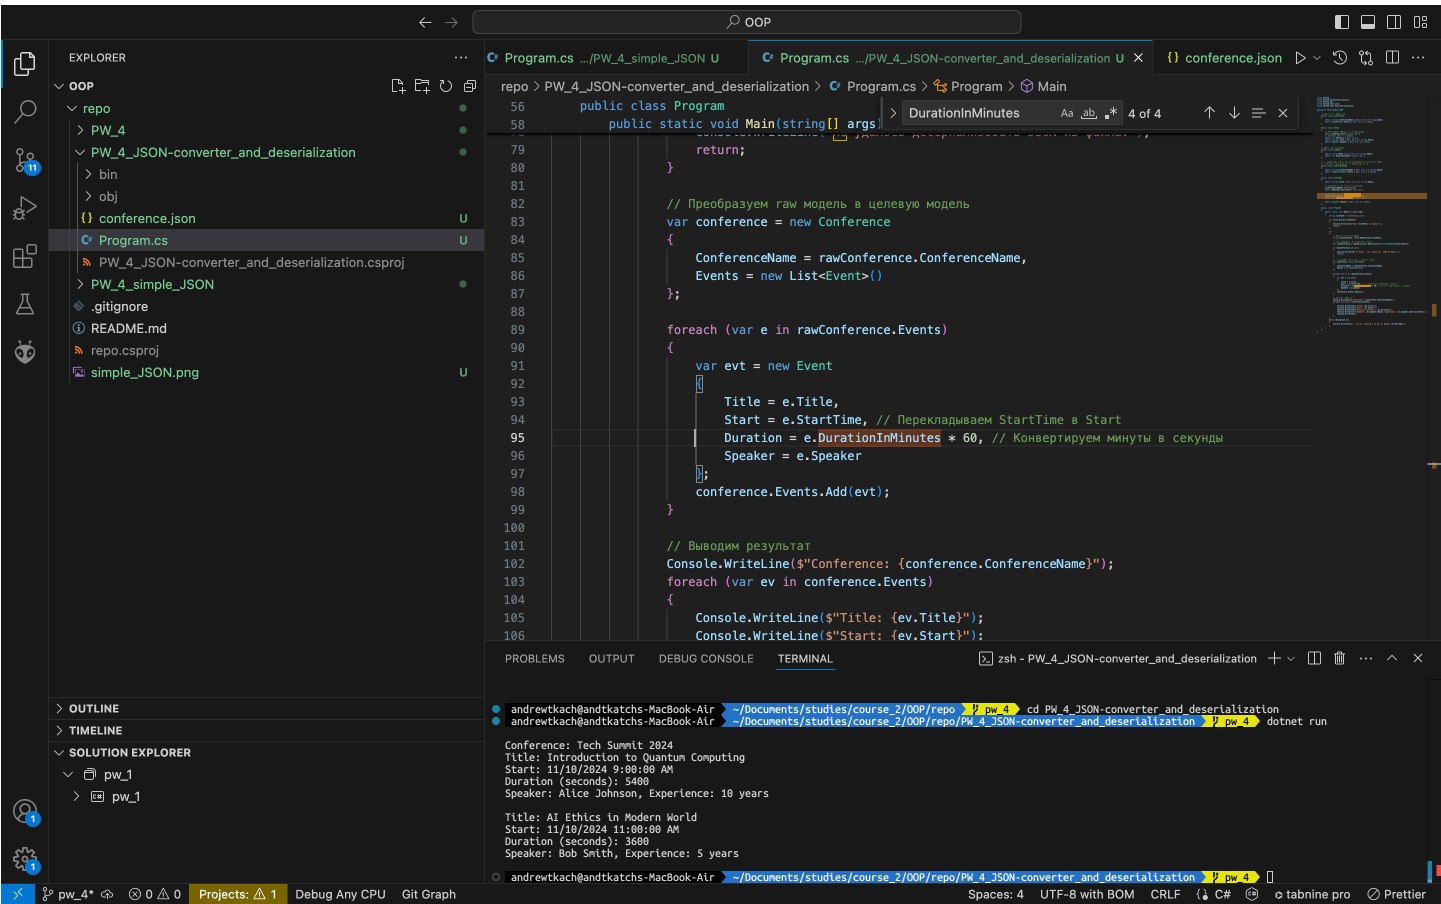 OOP
EXPLORER
OOP
repo
PW_4
PW_4_JSON-converter_and_deserialization
bin
obj
{} conference.json U
Program.cs U
PW_4_JSON-converter_and_deserialization.csproj
PW_4_simple_JSON
.gitignore
README.md
repo.csproj
simple_JSON.png U
OUTLINE
TIMELINE
SOLUTION EXPLORER
pw_1
pw_1
11
1
1
Program.cs .../PW_4_simple_JSON U
Program.cs .../PW_4_JSON-converter_and_deserialization U
{} conference.json
repo > PW_4_JSON-converter_and_deserialization > Program.cs > Program > Main
DurationInMinutes Aa ab .* 4 of 4
56 public class Program
58 public static void Main(string[] args)
79 return;
80 }
81
82 // Преобразуем raw модель в целевую модель
83 var conference = new Conference
84 {
85 ConferenceName = rawConference.ConferenceName,
86 Events = new List<Event>()
87 };
88
89 foreach (var e in rawConference.Events)
90 {
91 var evt = new Event
92 {
93 Title = e.Title,
94 Start = e.StartTime, // Перекладываем StartTime в Start
95 Duration = e.DurationInMinutes * 60, // Конвертируем минуты в секунды
96 Speaker = e.Speaker
97 };
98 conference.Events.Add(evt);
99 }
100
101 // Выводим результат
102 Console.WriteLine($"Conference: {conference.ConferenceName}");
103 foreach (var ev in conference.Events)
104 {
105 Console.WriteLine($"Title: {ev.Title}");
106 Console.WriteLine($"Start: {ev.Start}");
PROBLEMS OUTPUT DEBUG CONSOLE TERMINAL zsh - PW_4_JSON-converter_and_deserialization
andrewtkach@andtkatchs-MacBook-Air ~/Documents/studies/course_2/OOP/repo pw_4 cd PW_4_JSON-converter_and_deserialization
andrewtkach@andtkatchs-MacBook-Air ~/Documents/studies/course_2/OOP/repo/PW_4_JSON-converter_and_deserialization pw_4 dotnet run
Conference: Tech Summit 2024
Title: Introduction to Quantum Computing
Start: 11/10/2024 9:00:00 AM
Duration (seconds): 5400
Speaker: Alice Johnson, Experience: 10 years
Title: AI Ethics in Modern World
Start: 11/10/2024 11:00:00 AM
Duration (seconds): 3600
Speaker: Bob Smith, Experience: 5 years
andrewtkach@andtkatchs-MacBook-Air ~/Documents/studies/course_2/OOP/repo/PW_4_JSON-converter_and_deserialization pw_4
pw_4* 0 0 Projects: 1 Debug Any CPU Git Graph Spaces: 4 UTF-8 with BOM CRLF C# tabnine pro Prettier